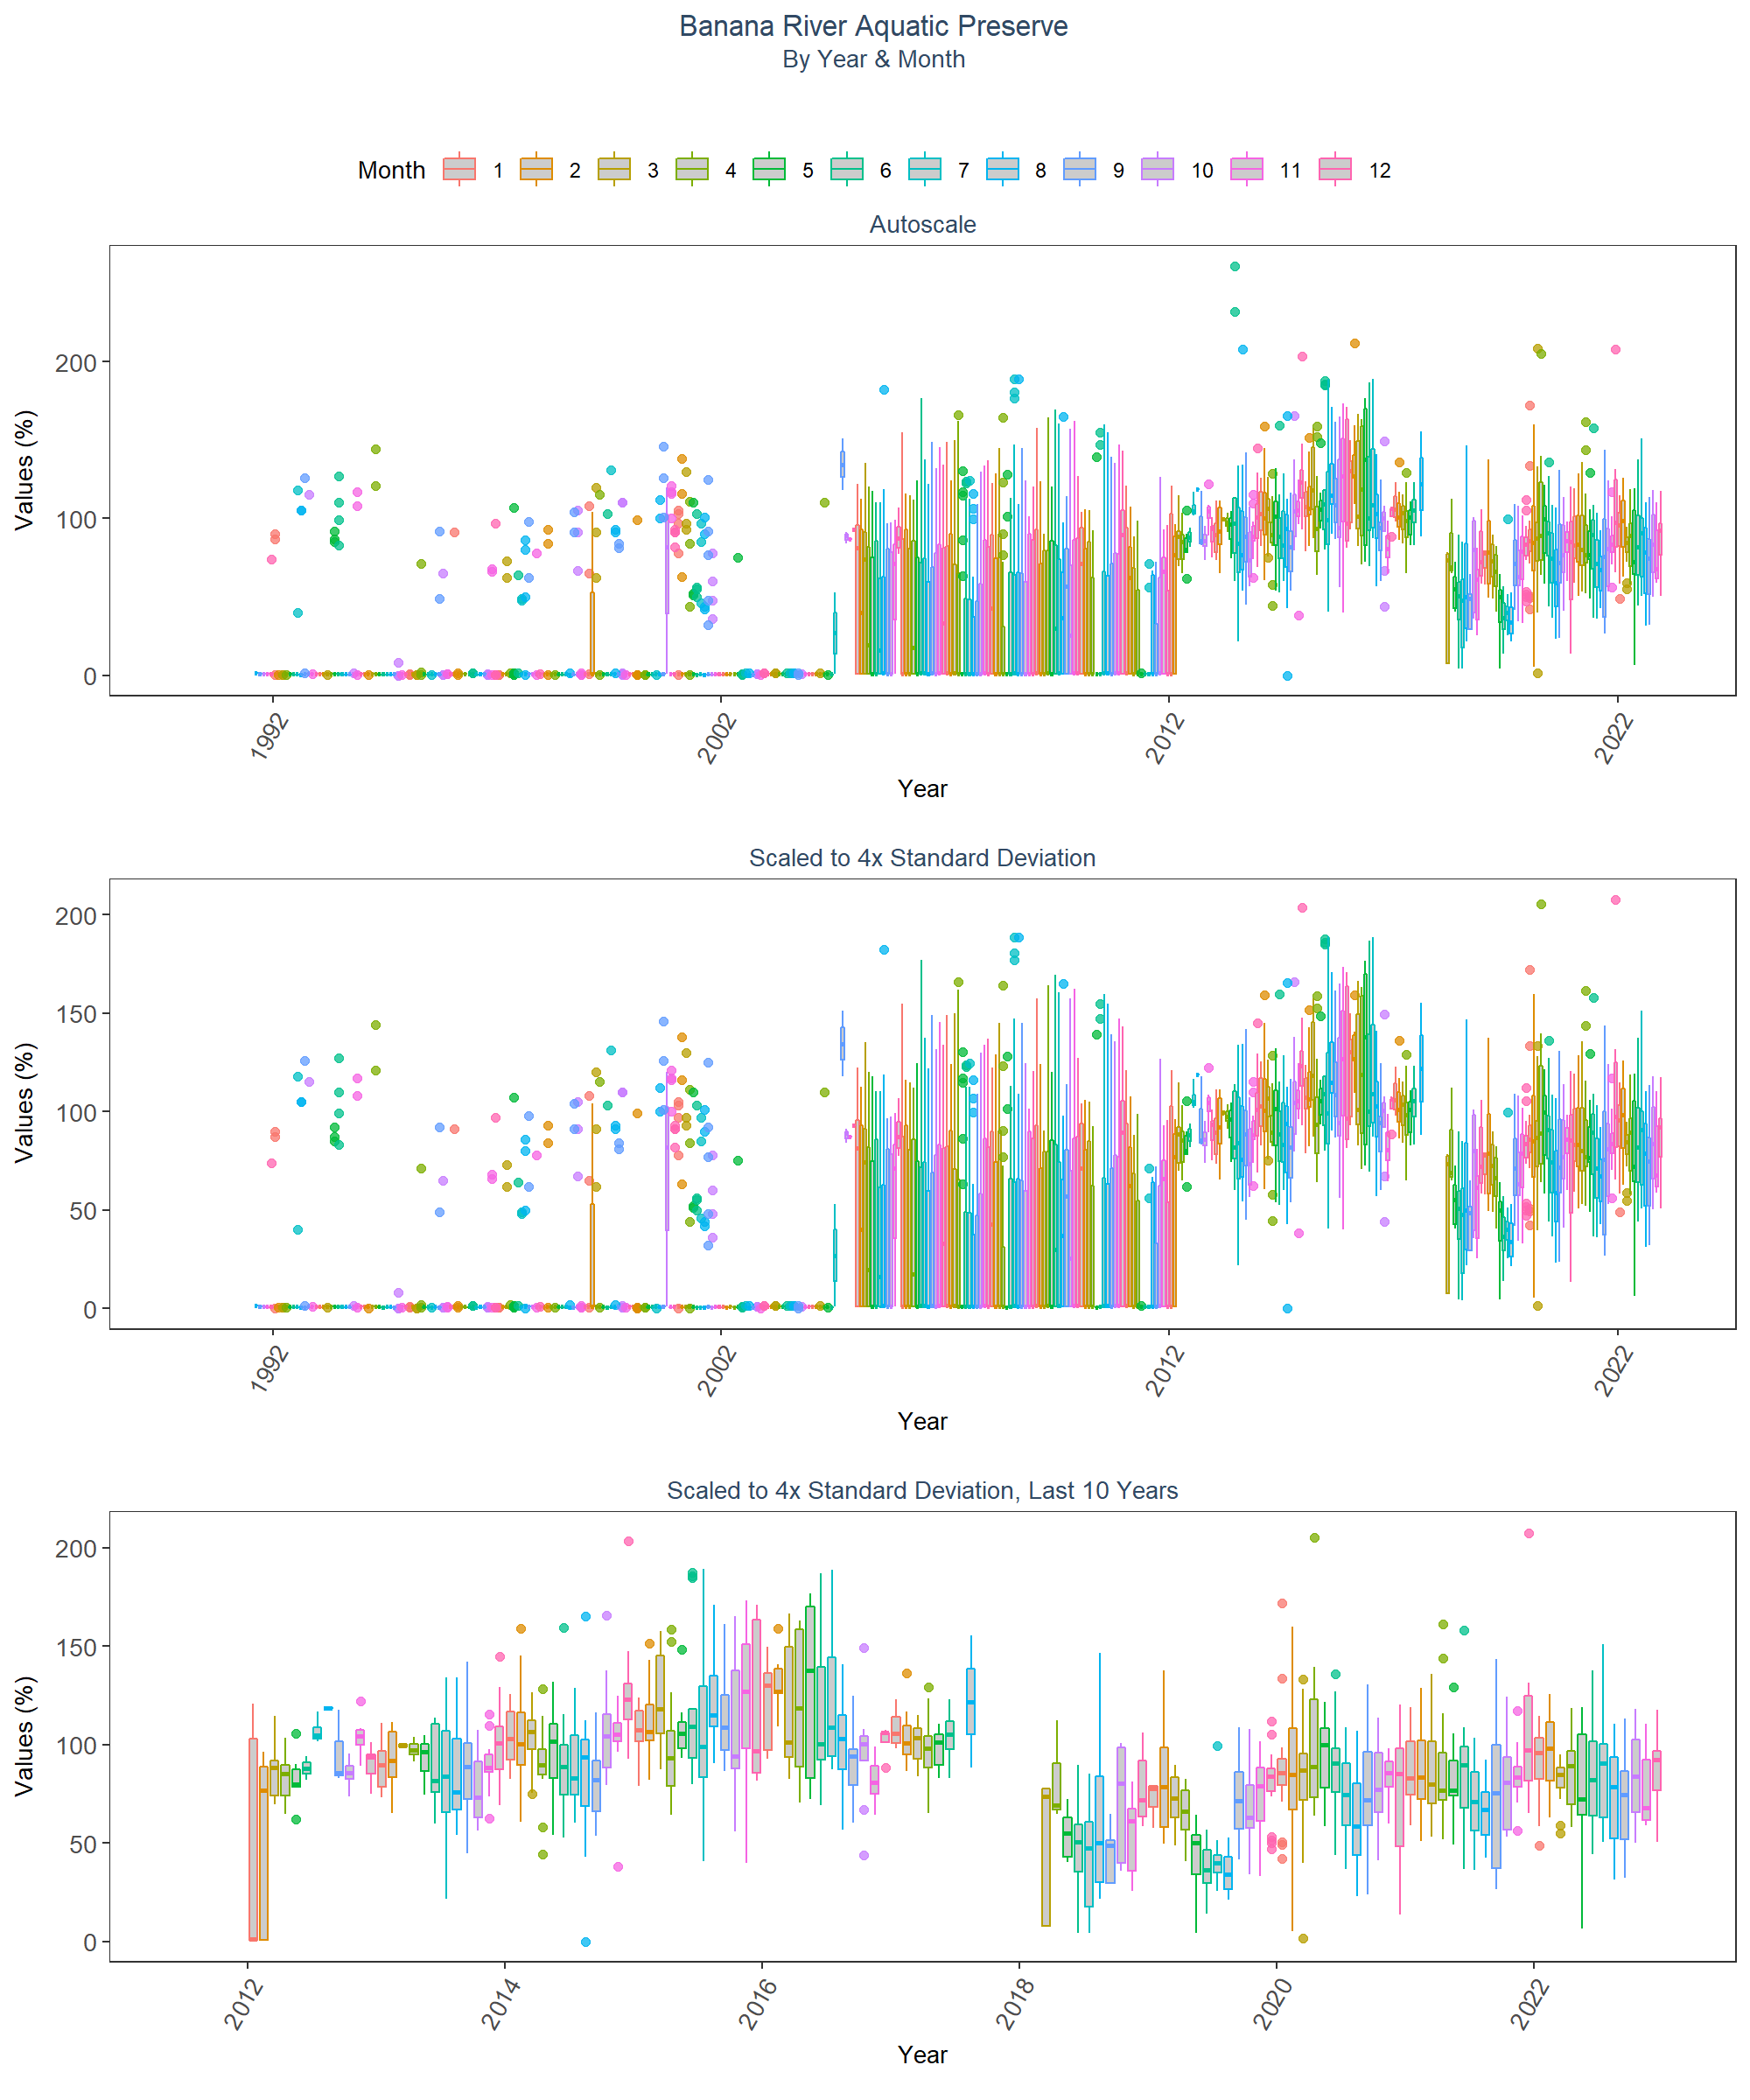 Banana River Aquatic Preserve
By Year & Month
Month 1 2 3 4 5 6 7 8 9 10 11 12
Autoscale
Values (%)
200
100
0
1992 2002 2012 2022
Year
Scaled to 4x Standard Deviation
Values (%)
200
150
100
50
0
1992 2002 2012 2022
Year
Scaled to 4x Standard Deviation, Last 10 Years
Values (%)
200
150
100
50
0
2012 2014 2016 2018 2020 2022
Year